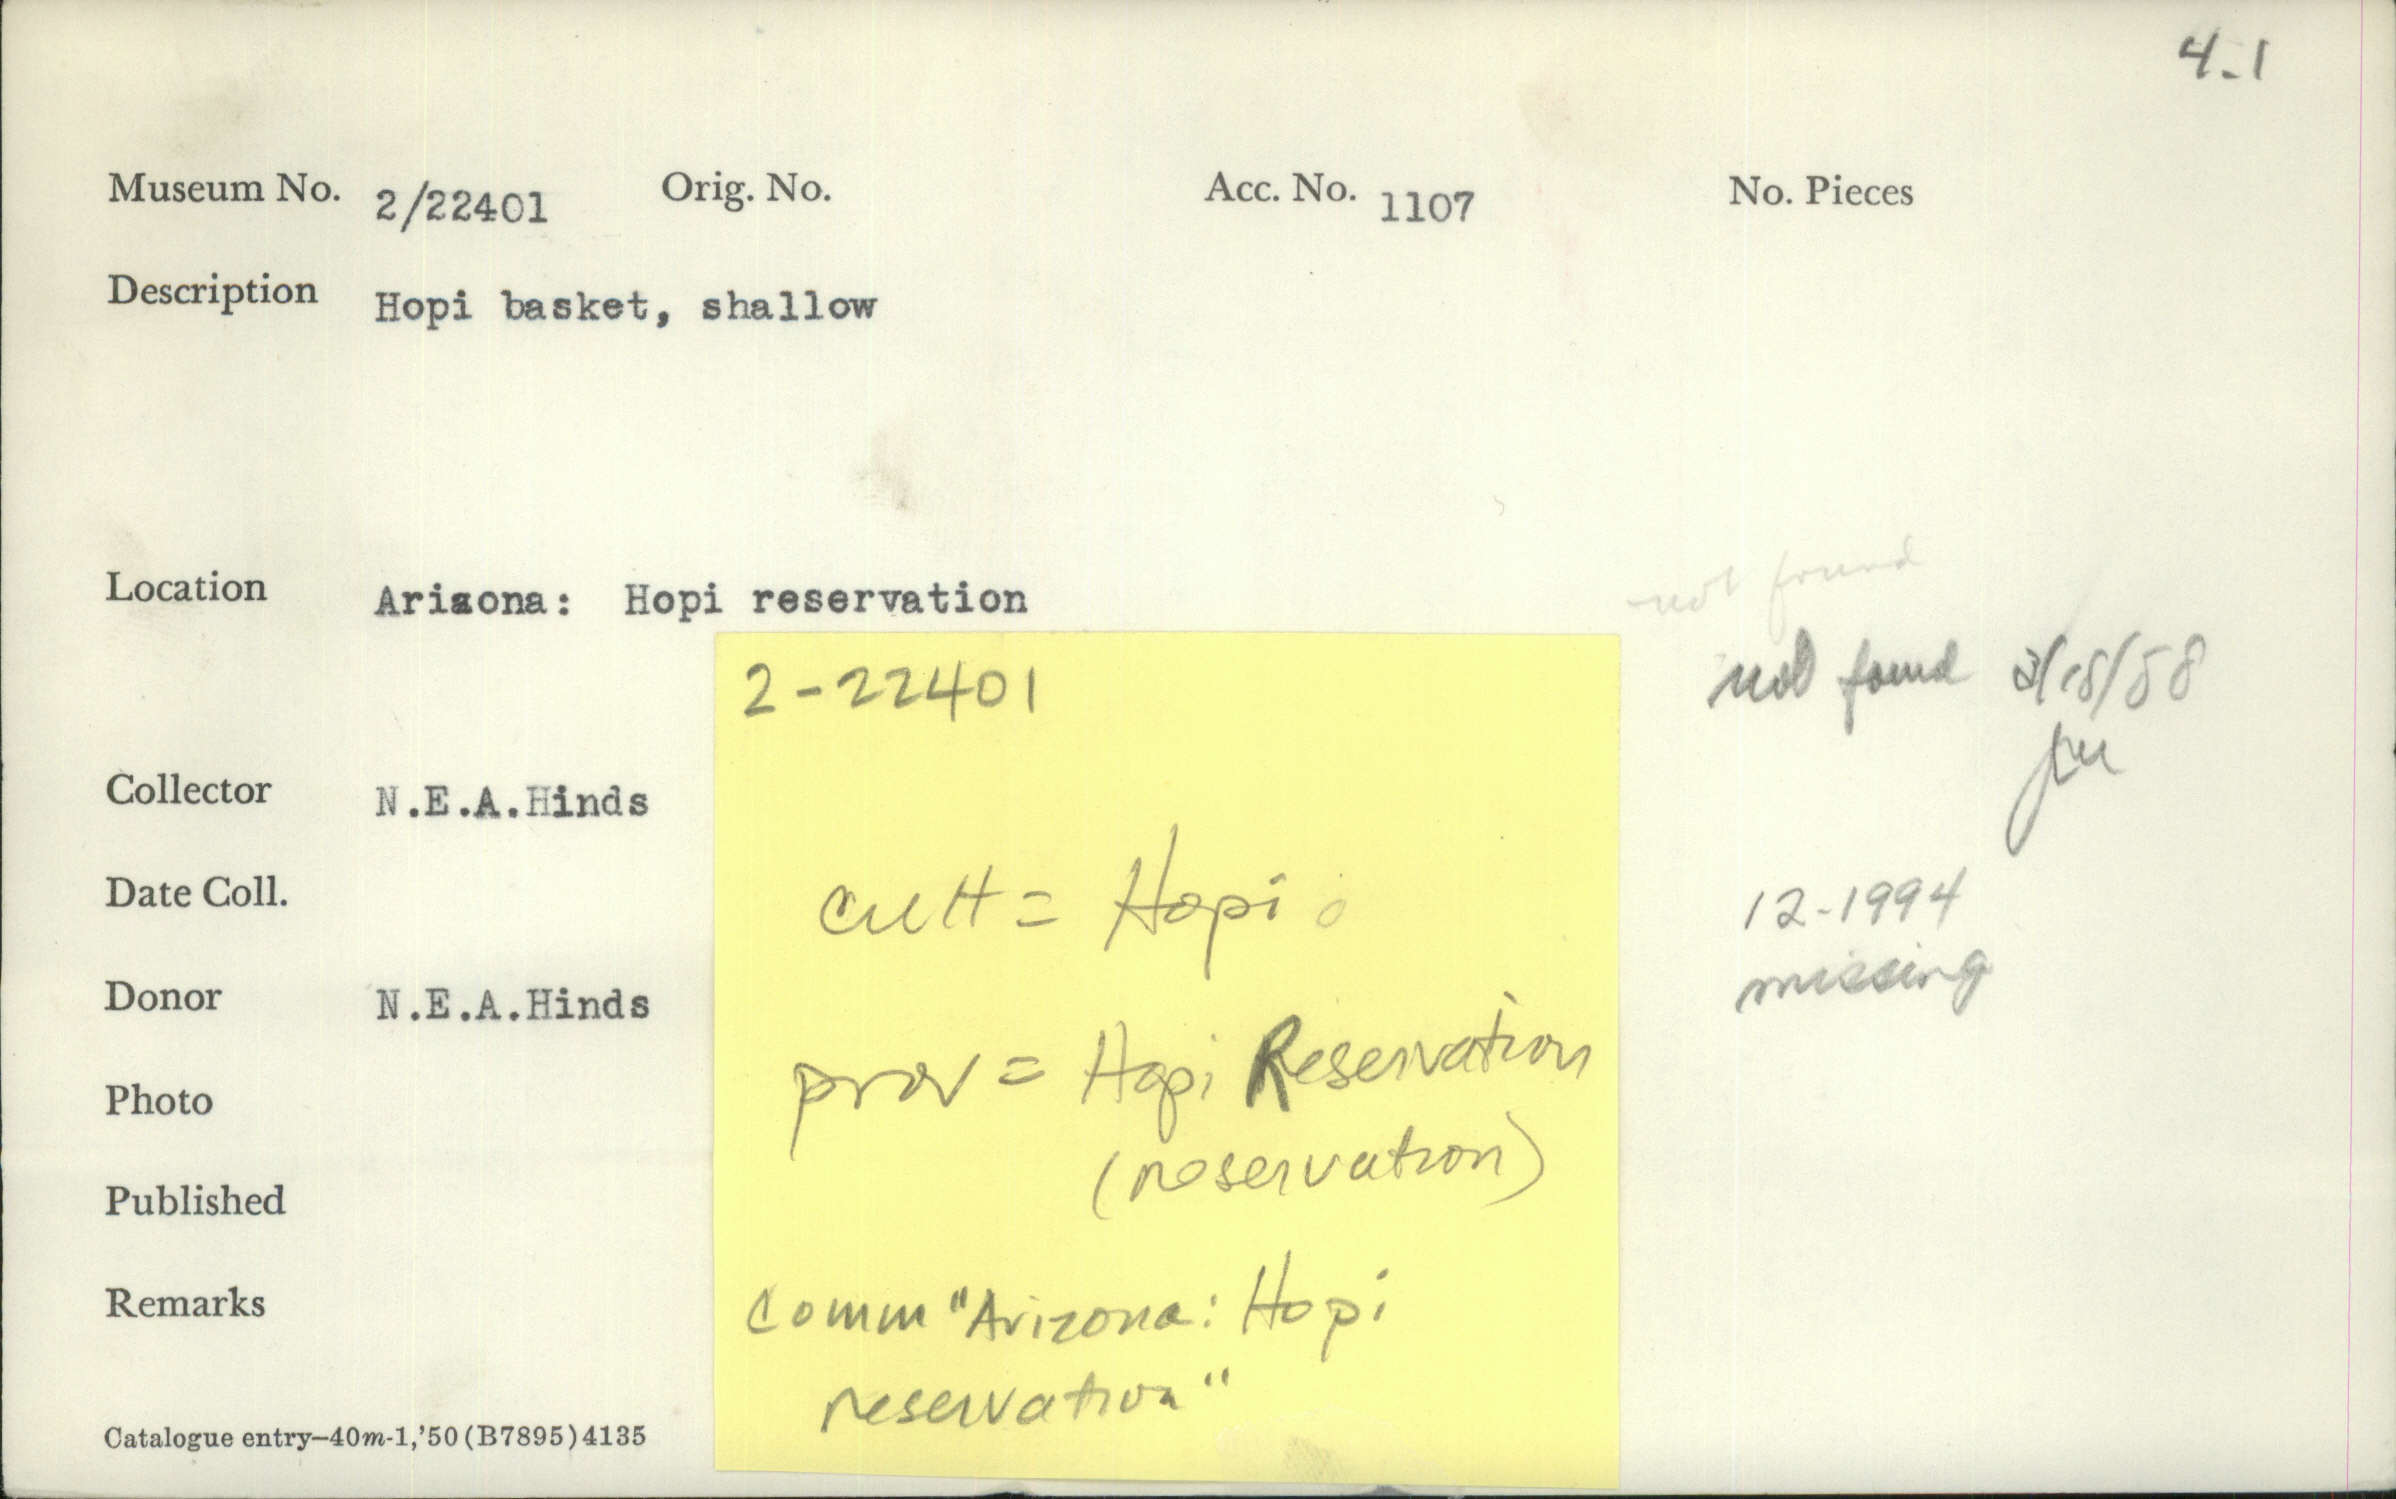 4-1
Museum No. 2/22401 Orig. No. Acc. No. 1107 No. Pieces
Description Hopi basket, shallow
not found
Location Arizona: Hopi reservation
not found 3/18/58
2-22401
Collector N.E.A.Hinds
Date Coll.
cult = Hopi
12-1994
missing
Donor N.E.A.Hinds
prov = Hopi Reservation
(reservation)
Photo
Published
Remarks
Comm "Arizona: Hopi
reservation"
Catalogue entry–40m-1,'50(B7895)4135